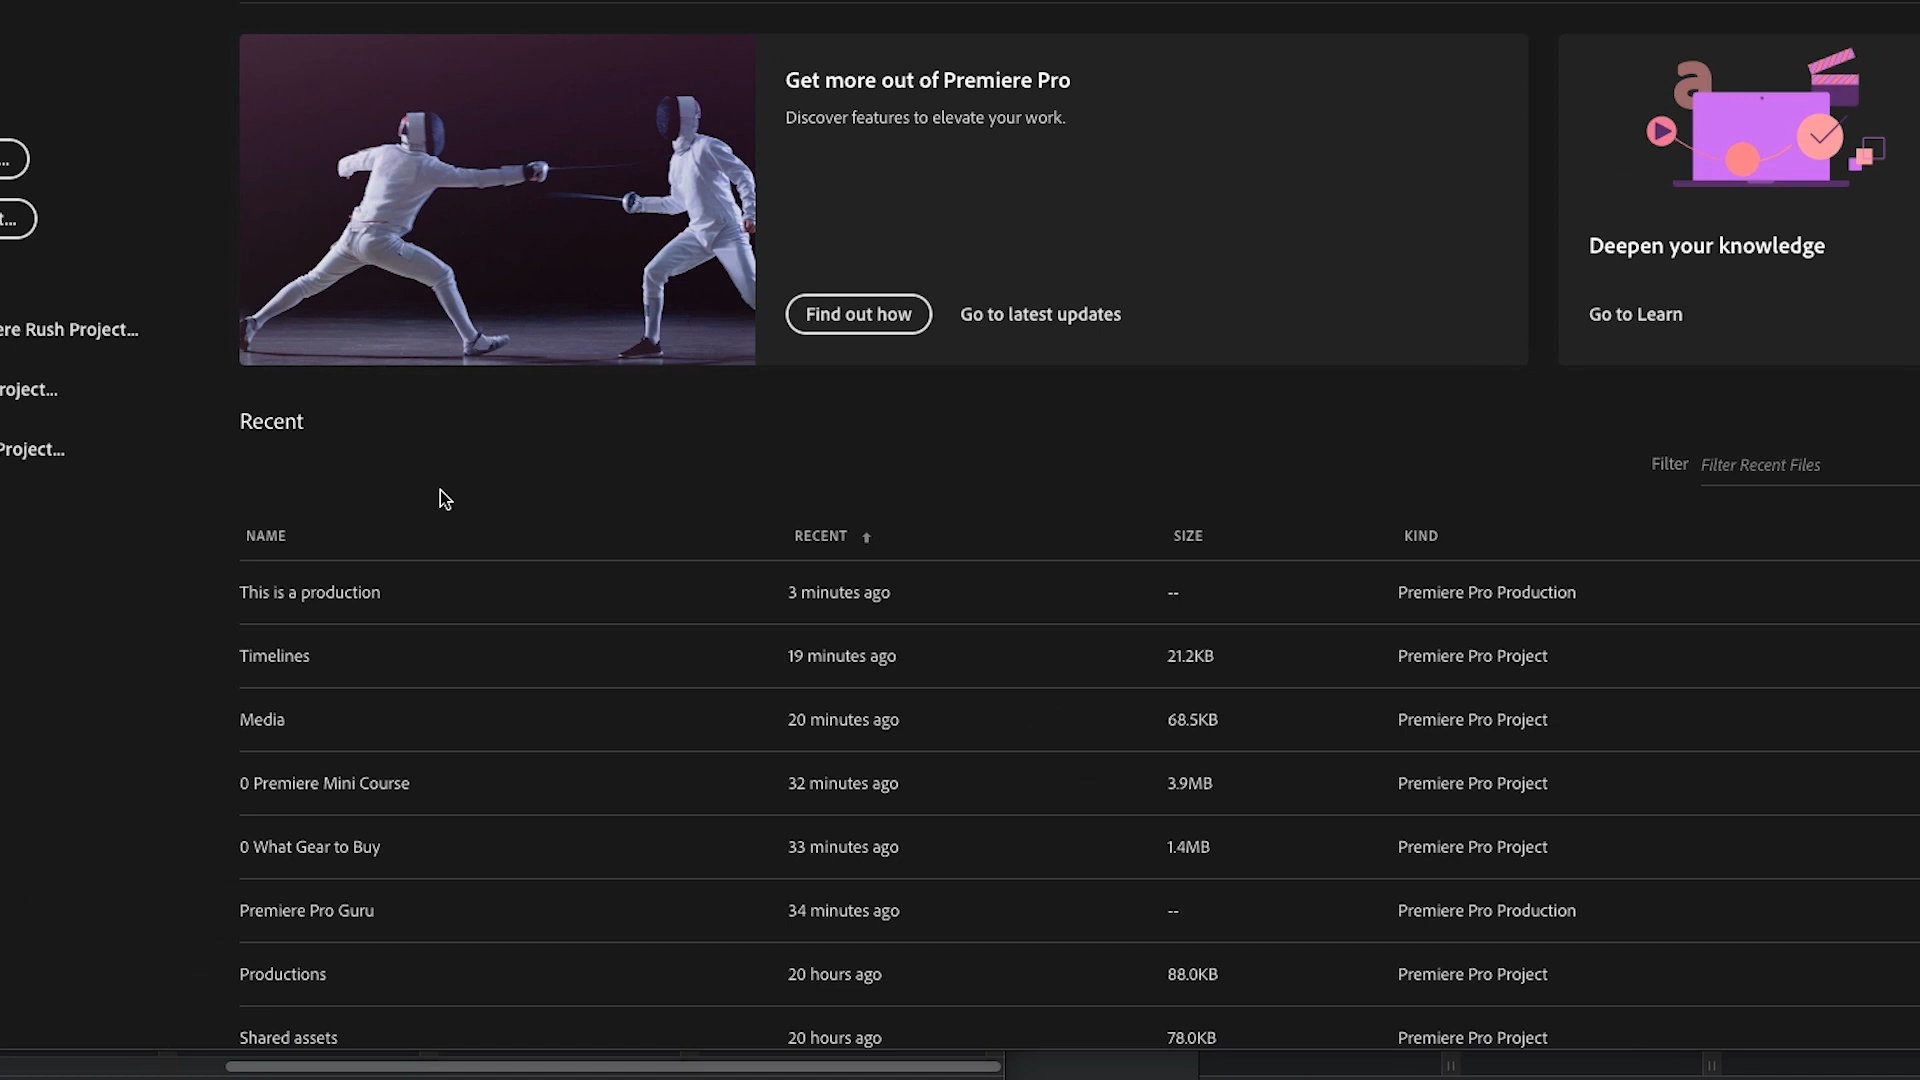 Get more out of Premiere Pro
Discover features to elevate your work.
Find out how
Go to latest updates
a
Deepen your knowledge
Go to Learn
...
t...
ere Rush Project...
roject...
Project...
Recent
Filter
Filter Recent Files
NAME RECENT SIZE KIND
This is a production 3 minutes ago -- Premiere Pro Production
Timelines 19 minutes ago 21.2KB Premiere Pro Project
Media 20 minutes ago 68.5KB Premiere Pro Project
0 Premiere Mini Course 32 minutes ago 3.9MB Premiere Pro Project
0 What Gear to Buy 33 minutes ago 1.4MB Premiere Pro Project
Premiere Pro Guru 34 minutes ago -- Premiere Pro Production
Productions 20 hours ago 88.0KB Premiere Pro Project
Shared assets 20 hours ago 78.0KB Premiere Pro Project